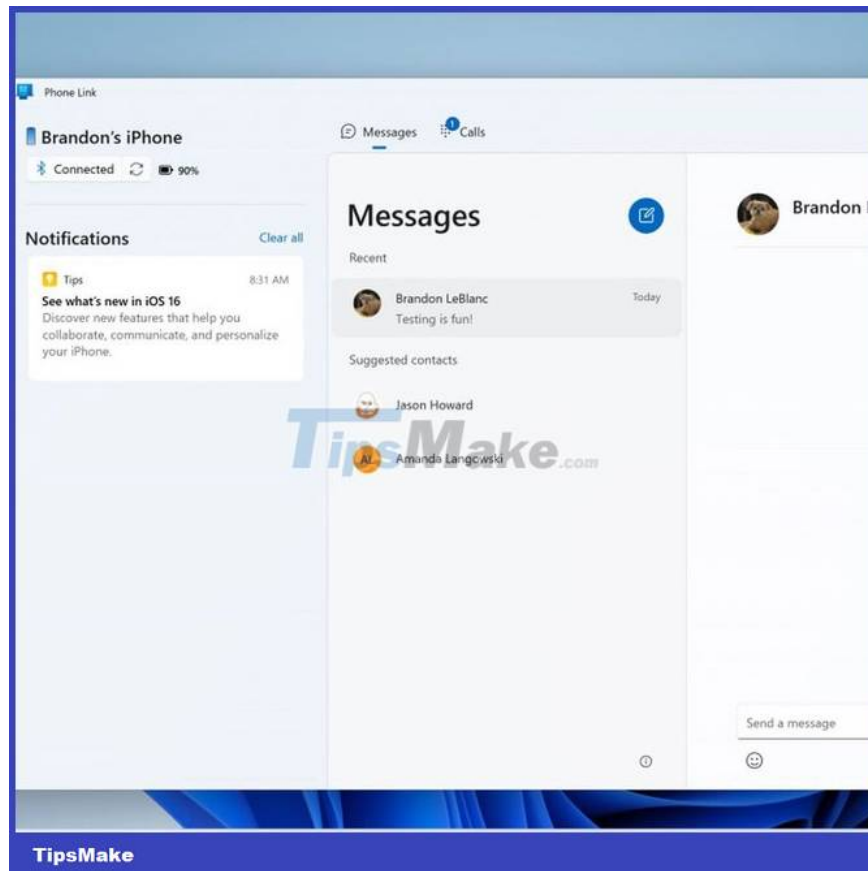 Phone Link
Brandon's iPhone
Connected
90%
Notifications
Clear all
Tips
8:31 AM
See what's new in iOS 16
Discover new features that help you
collaborate, communicate, and personalize
your iPhone.
Messages
1
Calls
Messages
Recent
Brandon LeBlanc
Today
Testing is fun!
Suggested contacts
Jason Howard
AL
Amanda Langowski
TipsMake.com
Brandon
Send a message
TipsMake